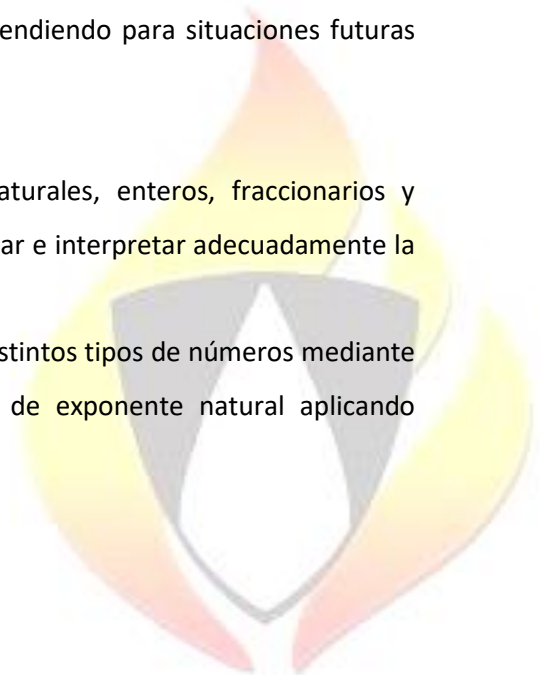 endiendo para situaciones futuras
aturales, enteros, fraccionarios y
ar e interpretar adecuadamente la
stintos tipos de números mediante
de exponente natural aplicando